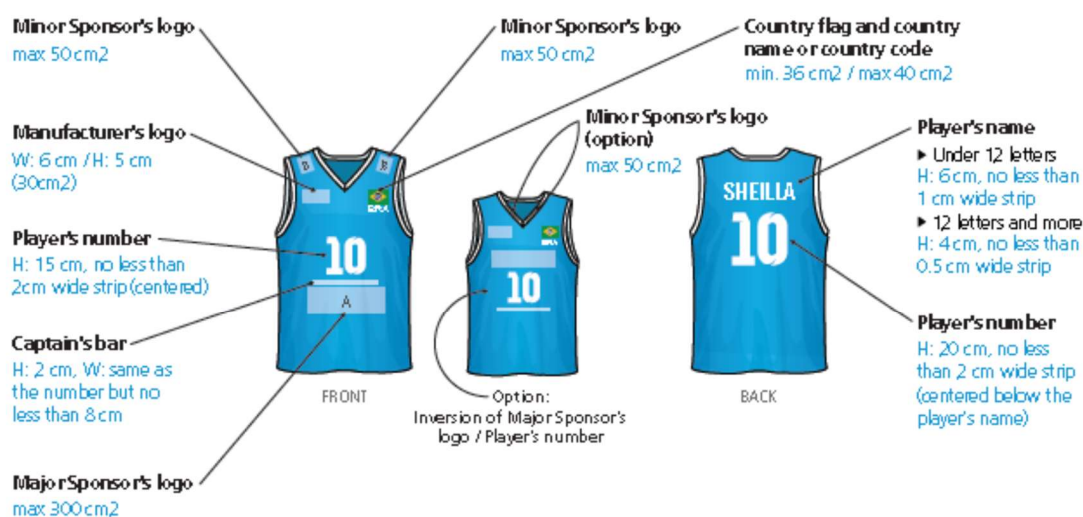 Minor Sponsor's logo
max 50 cm2
Minor Sponsor's logo
max 50 cm2
Country flag and country
name or country code
min. 36 cm2 / max 40 cm2
Manufacturer's logo
W: 6 cm / H: 5 cm
(30cm2)
Minor Sponsor's logo
(option)
max 50 cm2
Player's name
▶ Under 12 letters
H: 6 cm, no less than
1 cm wide strip
▶ 12 letters and more
H: 4 cm, no less than
0.5 cm wide strip
Player's number
H: 15 cm, no less than
2cm wide strip (centered)
Captain's bar
H: 2 cm, W: same as
the number but no
less than 8 cm
Major Sponsor's logo
max 300 cm2
B
BRA
10
A
FRONT
10
Option:
Inversion of Major Sponsor's
logo / Player's number
SHEILLA
10
BACK
Player's number
H: 20 cm, no less
than 2 cm wide strip
(centered below the
player's name)